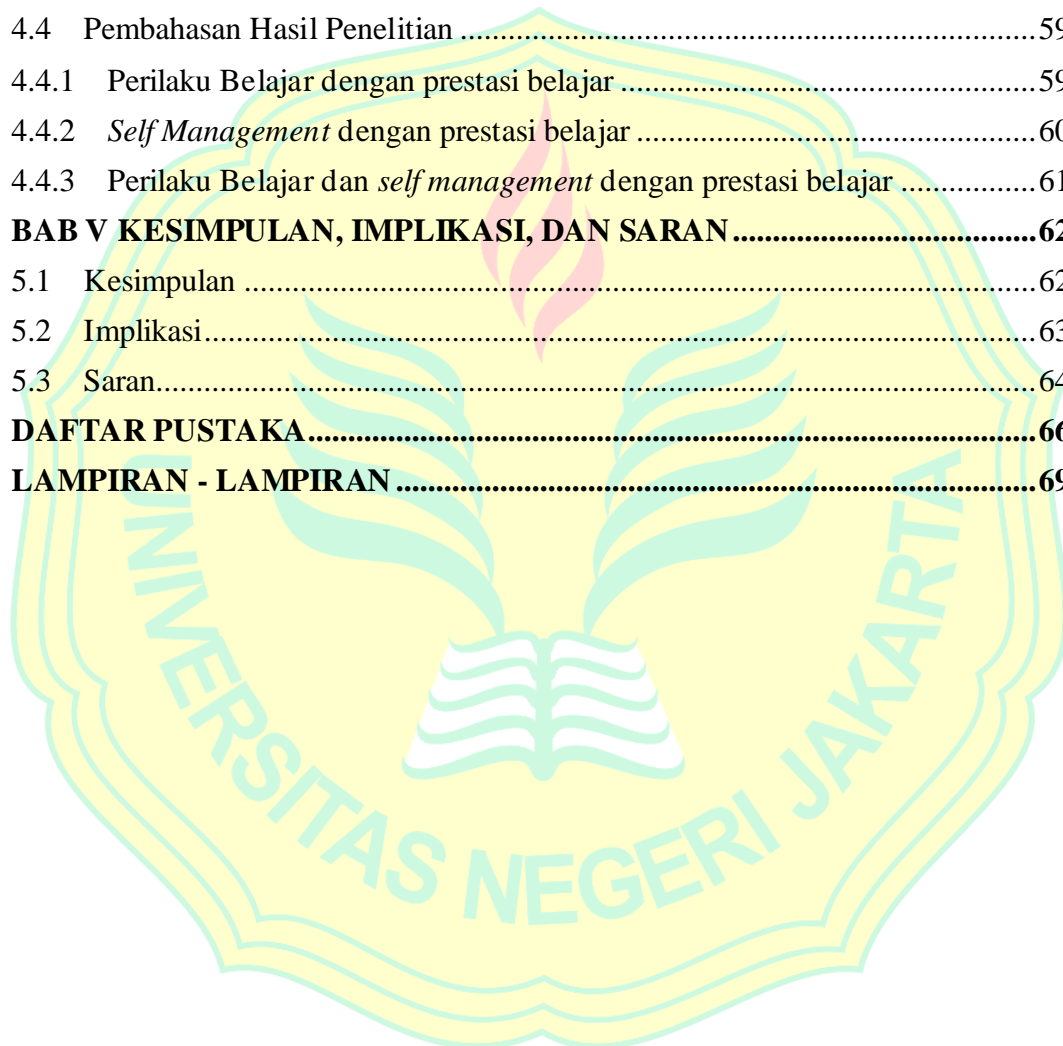 4.4 Pembahasan Hasil Penelitian ........................................................................ 59
4.4.1 Perilaku Belajar dengan prestasi belajar .................................................... 59
4.4.2 Self Management dengan prestasi belajar .................................................. 60
4.4.3 Perilaku Belajar dan self management dengan prestasi belajar ................ 61
BAB V KESIMPULAN, IMPLIKASI, DAN SARAN ..................................... 62
5.1 Kesimpulan ................................................................................................... 62
5.2 Implikasi ........................................................................................................ 63
5.3 Saran .............................................................................................................. 64
DAFTAR PUSTAKA ......................................................................................... 66
LAMPIRAN - LAMPIRAN .............................................................................. 69
UNIVERSITAS NEGERI JAKARTA